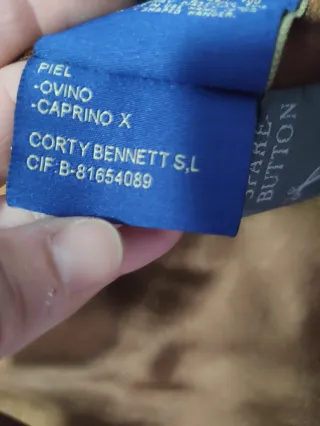 PIEL
-OVINO
-CAPRINO X
CORTY BENNETT S,L
CIF:B-81654089
SPARE-
BUTTON